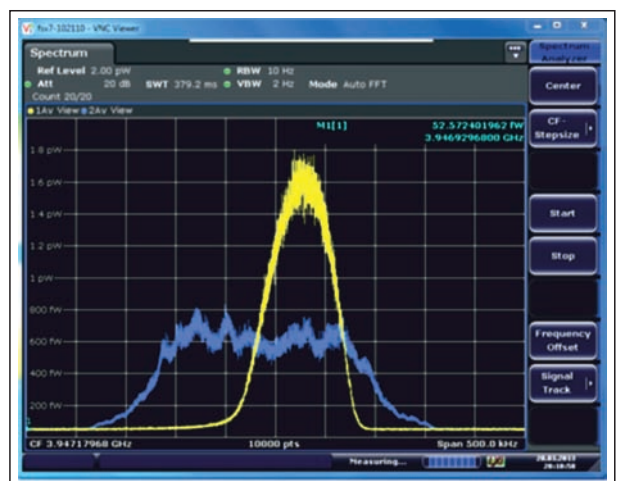 fsv7-102110 - VNC Viewer
Spectrum
Ref Level 2.00 pW
RBW 10 Hz
Att 20 dB SWT 379.2 ms VBW 2 Hz Mode Auto FFT
Count 20/20
1Av View 2Av View
M1[1] 52.572401962 fW
3.9469296800 GHz
1.8 pW
1.6 pW
1.4 pW
1.2 pW
1 pW
800 fW
600 fW
400 fW
200 fW
CF 3.94717968 GHz 10000 pts Span 500.0 kHz
Measuring...
20:10:50
Spectrum Analyzer
Center
CF-Stepsize
Start
Stop
Frequency Offset
Signal Track